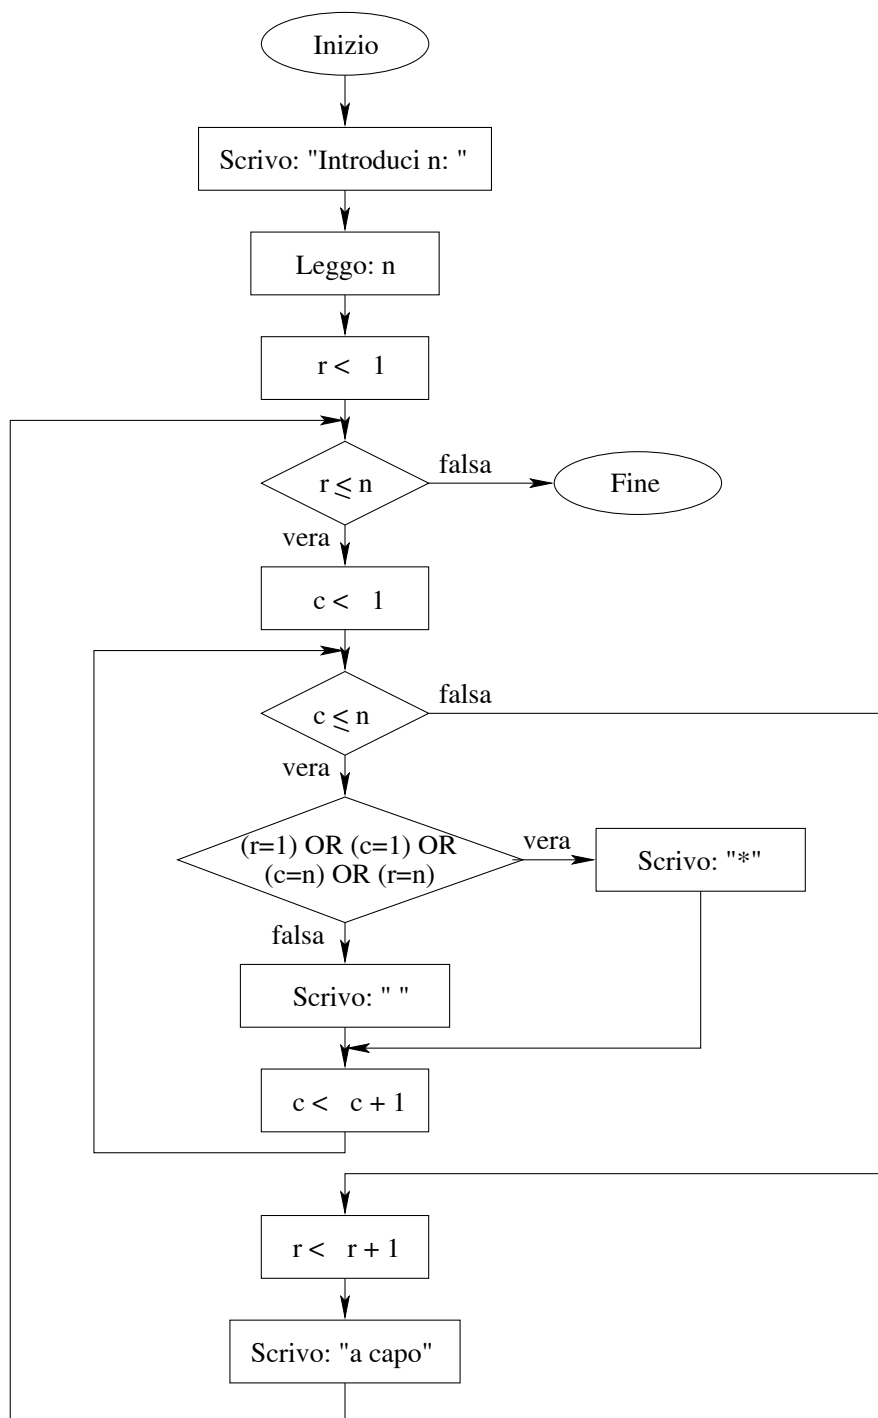 Inizio
Scrivo: "Introduci n: "
Leggo: n
r < 1
r ≤ n
falsa
Fine
vera
c < 1
c ≤ n
falsa
vera
(r=1) OR (c=1) OR
(c=n) OR (r=n)
vera
Scrivo: "*"
falsa
Scrivo: " "
c < c + 1
r < r + 1
Scrivo: "a capo"